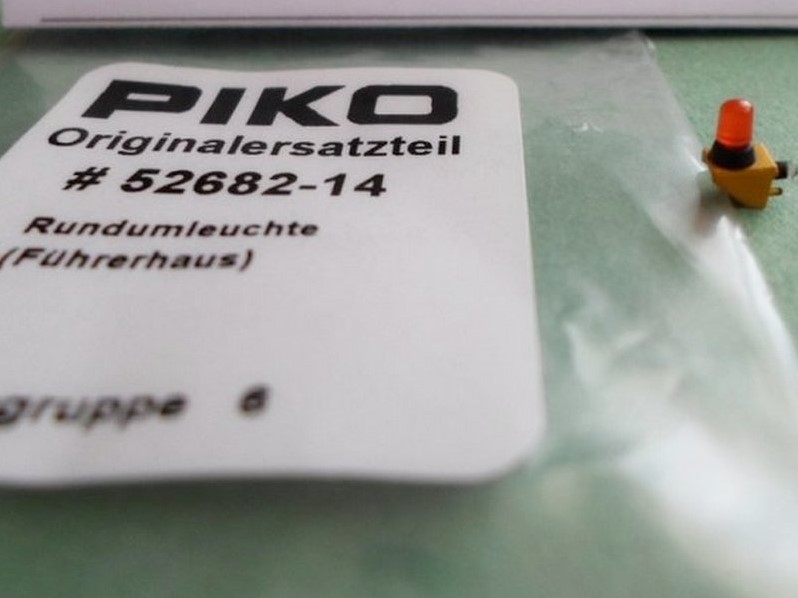 PIKO
Originalersatzteil
# 52682-14
Rundumleuchte
(Führerhaus)
gruppe 6